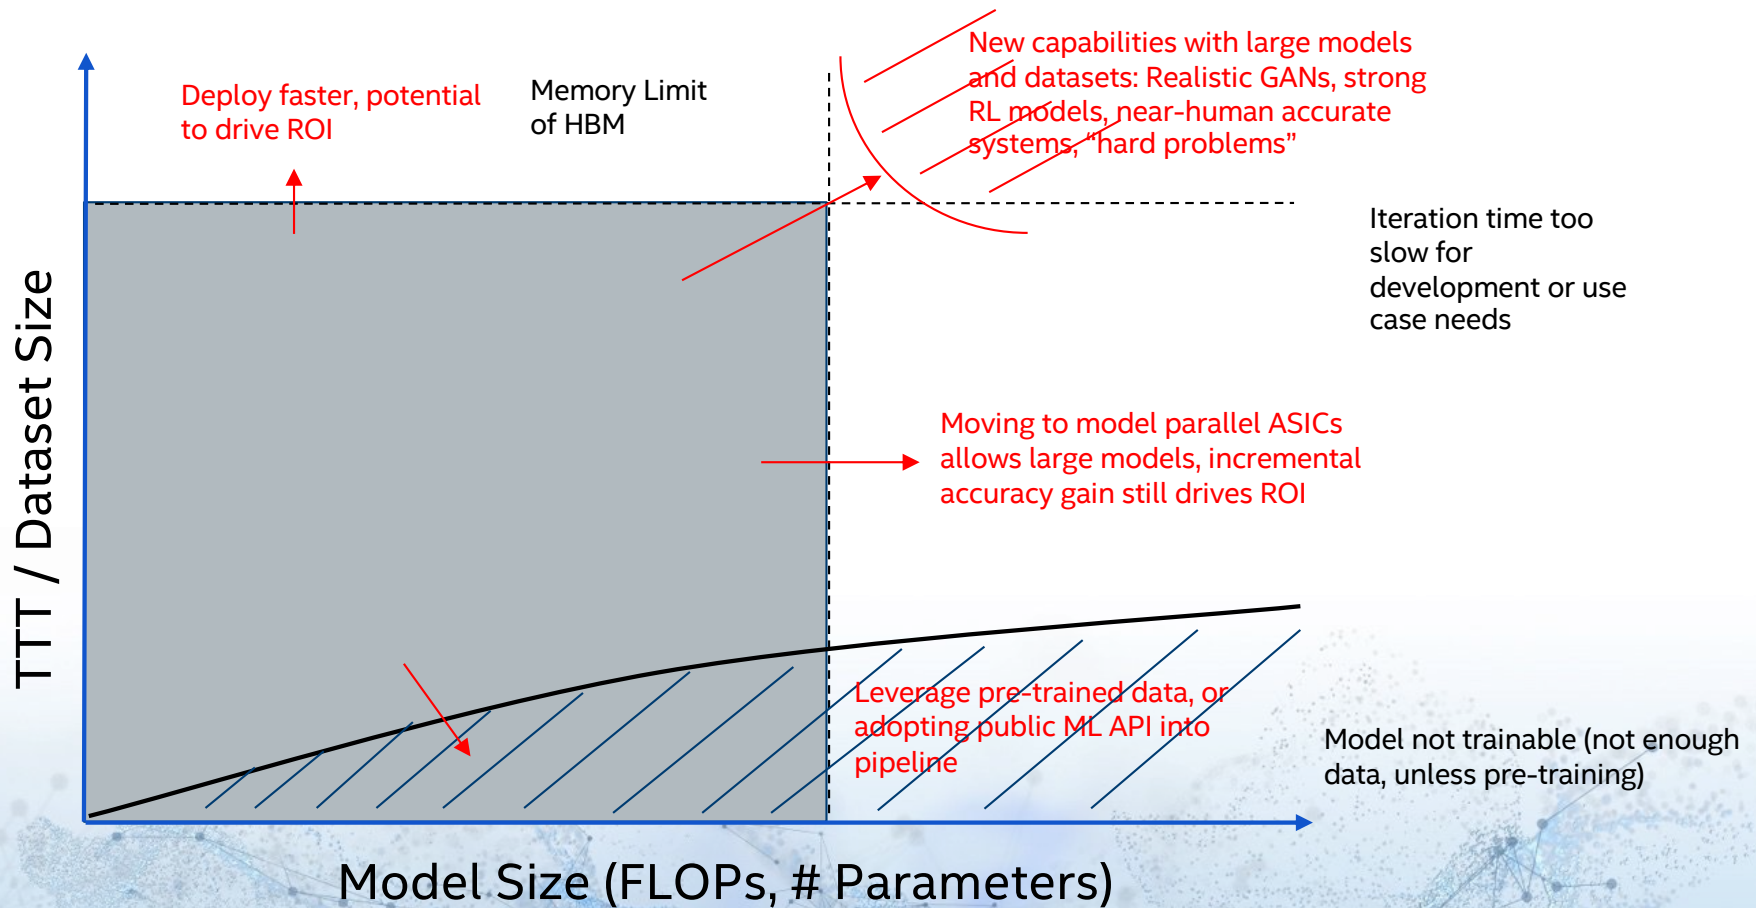 Deploy faster, potential
to drive ROI
Memory Limit
of HBM
New capabilities with large models
and datasets: Realistic GANs, strong
RL models, near-human accurate
systems, “hard problems”
Iteration time too
slow for
development or use
case needs
TTT / Dataset Size
Moving to model parallel ASICs
allows large models, incremental
accuracy gain still drives ROI
Leverage pre-trained data, or
adopting public ML API into
pipeline
Model not trainable (not enough
data, unless pre-training)
Model Size (FLOPs, # Parameters)